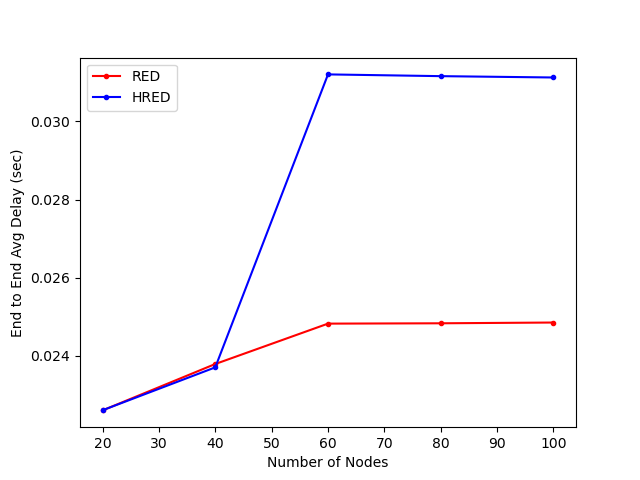 RED
HRED
0.030
0.028
0.026
0.024
End to End Avg Delay (sec)
20 30 40 50 60 70 80 90 100
Number of Nodes